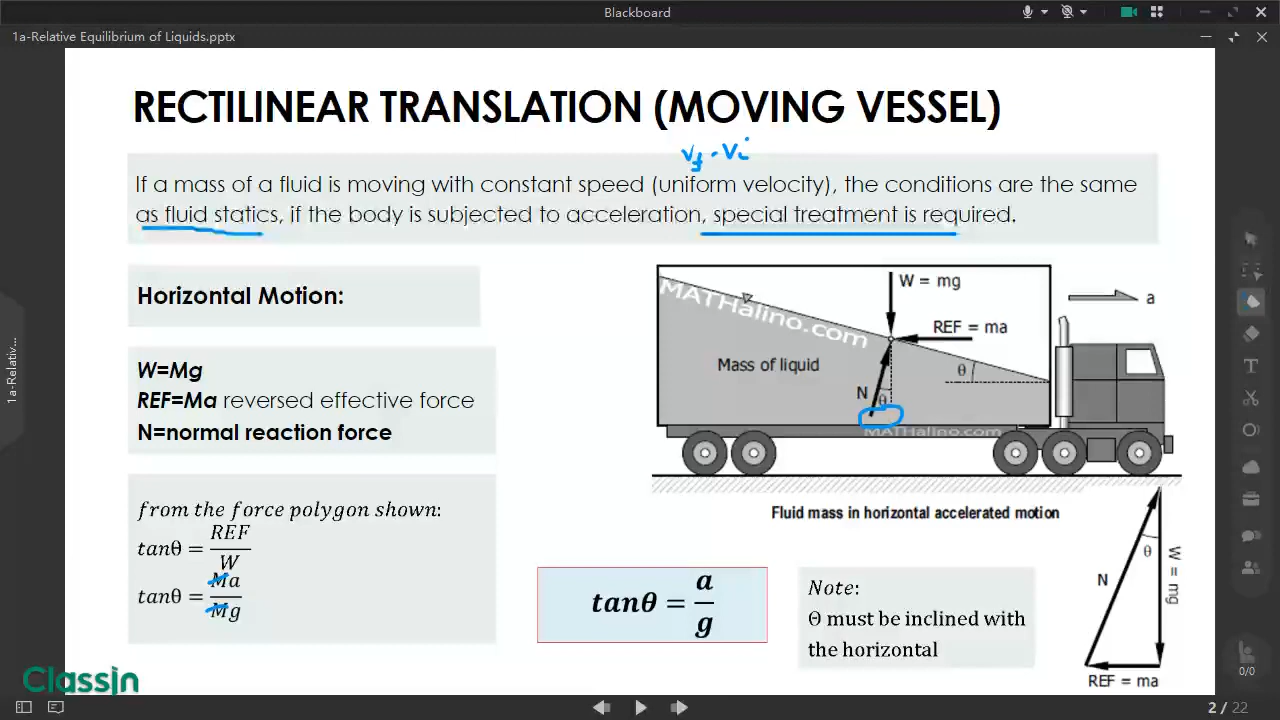 Blackboard
1a-Relative Equilibrium of Liquids.pptx
RECTILINEAR TRANSLATION (MOVING VESSEL)
If a mass of a fluid is moving with constant speed (uniform velocity), the conditions are the same
as fluid statics, if the body is subjected to acceleration, special treatment is required.
Horizontal Motion:
W=Mg
REF=Ma reversed effective force
N=normal reaction force
from the force polygon shown:
tanθ = REF/W
tanθ = Ma/Mg
tanθ = a/g
Note:
Θ must be inclined with
the horizontal
W = mg
REF = ma
a
MATHalino.com
Mass of liquid
θ
N
θ
MATHalino.com
Fluid mass in horizontal accelerated motion
θ
N
W = mg
REF = ma
1a-Relativ...
T
0/0
ClassIn
2 / 22